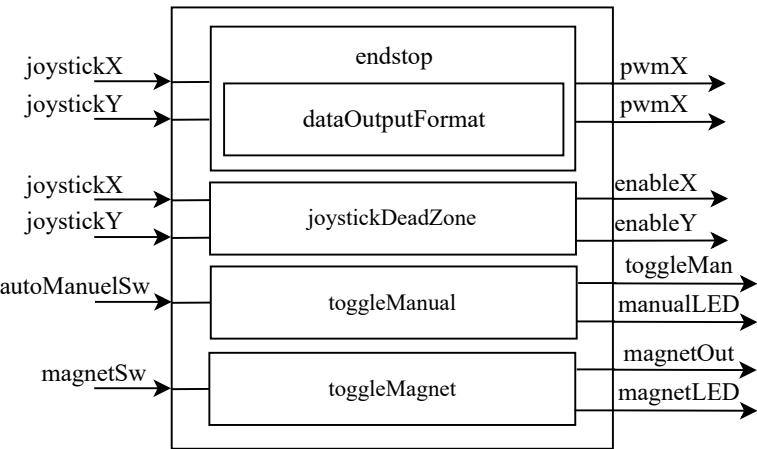 joystickX
endstop
pwmX
joystickY
dataOutputFormat
pwmX
joystickX
joystickDeadZone
enableX
joystickY
enableY
autoManuelSw
toggleManual
toggleMan
manualLED
magnetSw
toggleMagnet
magnetOut
magnetLED